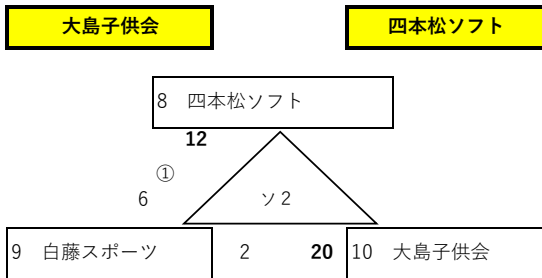 大島子供会 四本松ソフト
8 四本松ソフト
12
①
6 ソ2
9 白藤スポーツ 2 20 10 大島子供会